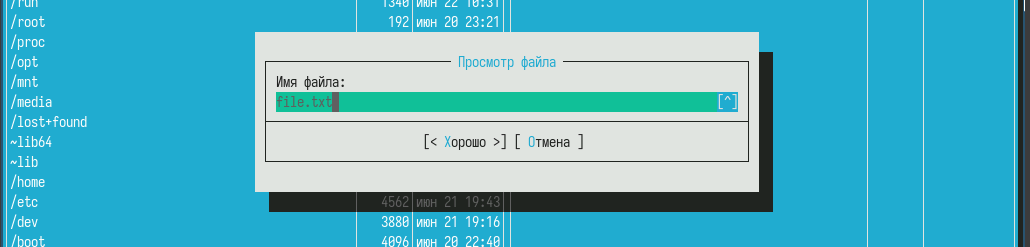 /run 1340 июн 22 10:31
/root 192 июн 20 23:21
/proc
/opt Просмотр файла
/mnt Имя файла:
/media file.txt [^]
/lost+found
~lib64 [< Хорошо >] [ Отмена ]
~lib
/home
/etc 4562 июн 21 19:43
/dev 3880 июн 21 19:16
/boot 4096 июн 20 22:40